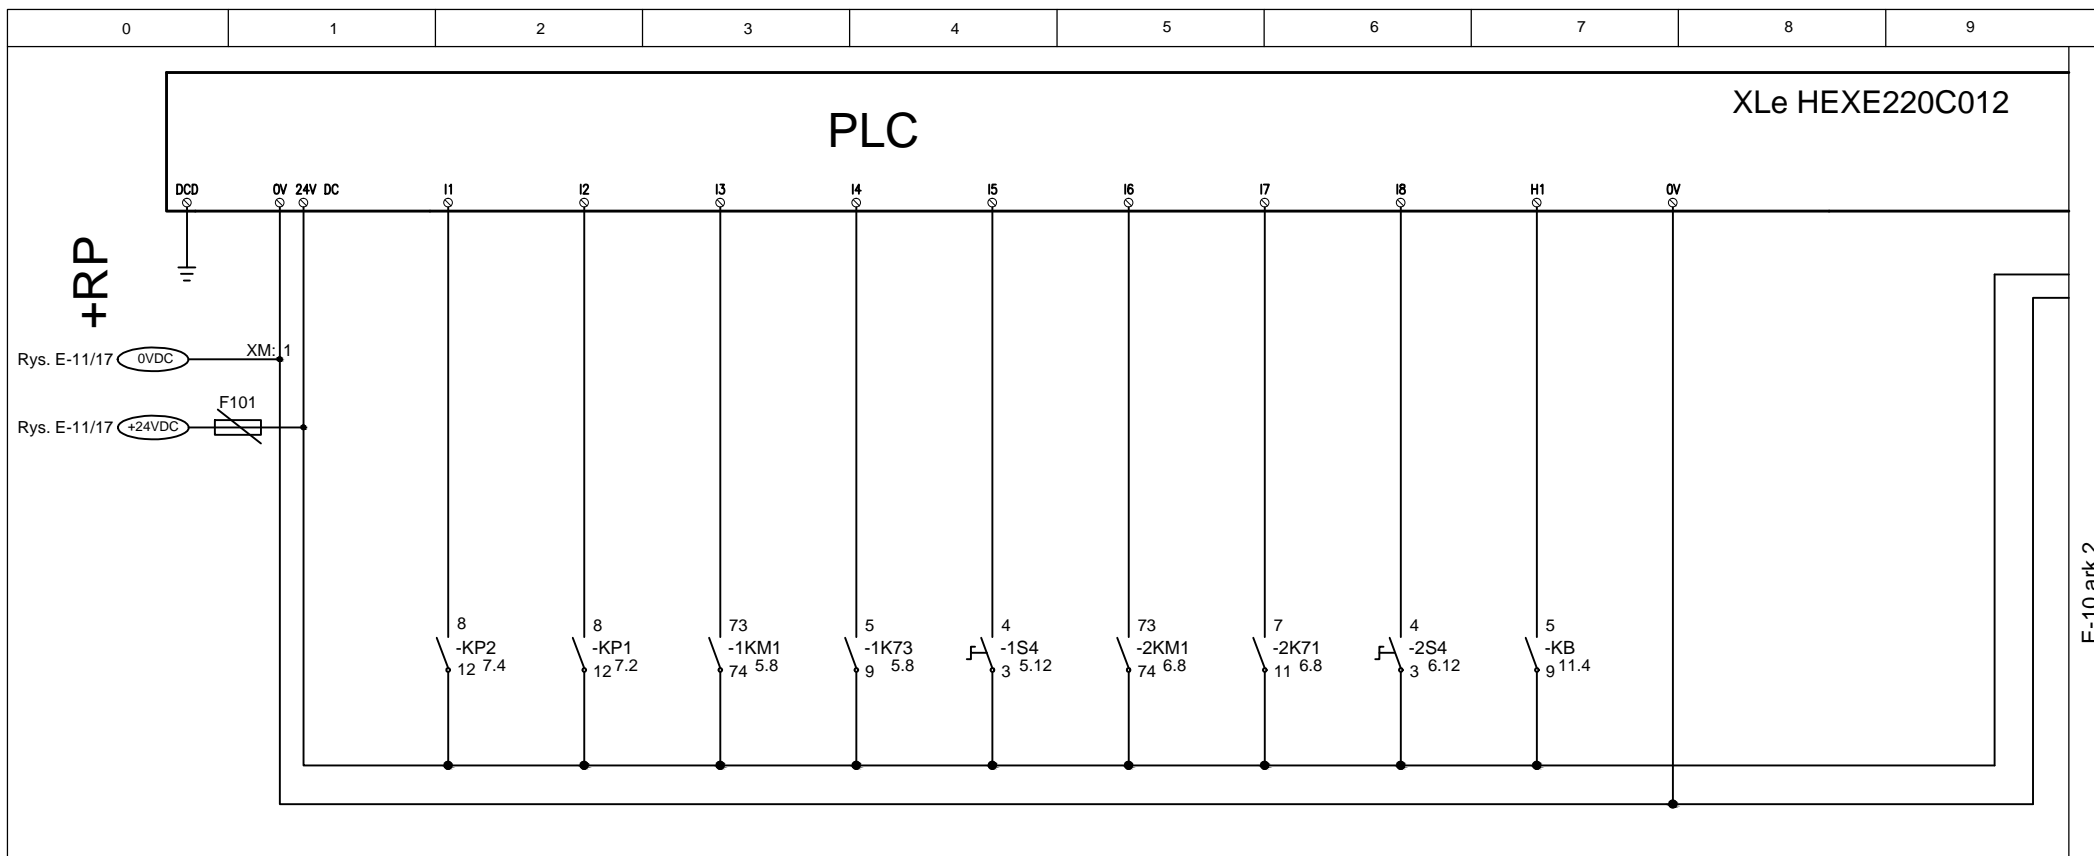 0 1 2 3 4 5 6 7 8 9
XLe HEXE220C012
PLC
DCD 0V 24V DC I1 I2 I3 I4 I5 I6 I7 I8 H1 0V
+RP
Rys. E-11/17 0VDC XM: 1
F101
Rys. E-11/17 +24VDC
8 8 73 5 4 73 7 4 5
-KP2 -KP1 -1KM1 -1K73 -1S4 -2KM1 -2K71 -2S4 -KB
12 7.4 12 7.2 74 5.8 9 5.8 3 5.12 74 6.8 11 6.8 3 6.12 9 11.4
E-10 ark 2